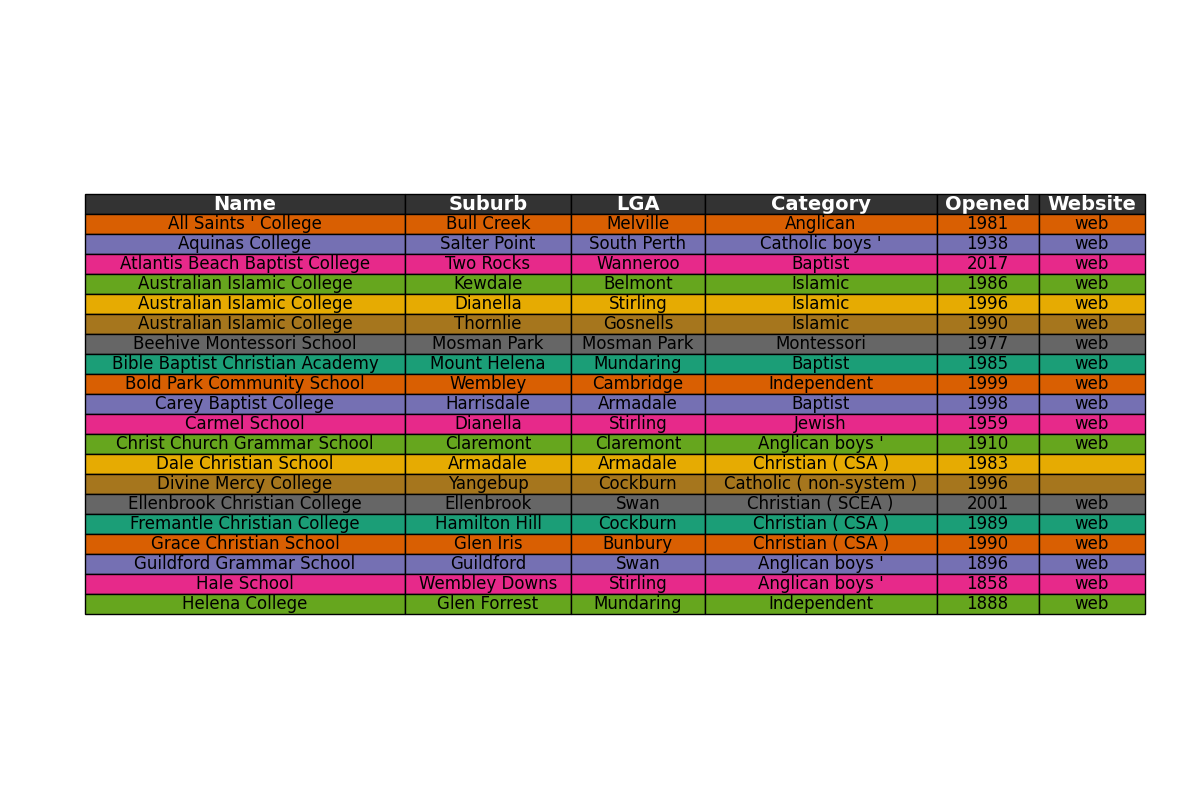 Name Suburb LGA Category Opened Website
All Saints ' College Bull Creek Melville Anglican 1981 web
Aquinas College Salter Point South Perth Catholic boys ' 1938 web
Atlantis Beach Baptist College Two Rocks Wanneroo Baptist 2017 web
Australian Islamic College Kewdale Belmont Islamic 1986 web
Australian Islamic College Dianella Stirling Islamic 1996 web
Australian Islamic College Thornlie Gosnells Islamic 1990 web
Beehive Montessori School Mosman Park Mosman Park Montessori 1977 web
Bible Baptist Christian Academy Mount Helena Mundaring Baptist 1985 web
Bold Park Community School Wembley Cambridge Independent 1999 web
Carey Baptist College Harrisdale Armadale Baptist 1998 web
Carmel School Dianella Stirling Jewish 1959 web
Christ Church Grammar School Claremont Claremont Anglican boys ' 1910 web
Dale Christian School Armadale Armadale Christian ( CSA ) 1983
Divine Mercy College Yangebup Cockburn Catholic ( non-system ) 1996
Ellenbrook Christian College Ellenbrook Swan Christian ( SCEA ) 2001 web
Fremantle Christian College Hamilton Hill Cockburn Christian ( CSA ) 1989 web
Grace Christian School Glen Iris Bunbury Christian ( CSA ) 1990 web
Guildford Grammar School Guildford Swan Anglican boys ' 1896 web
Hale School Wembley Downs Stirling Anglican boys ' 1858 web
Helena College Glen Forrest Mundaring Independent 1888 web